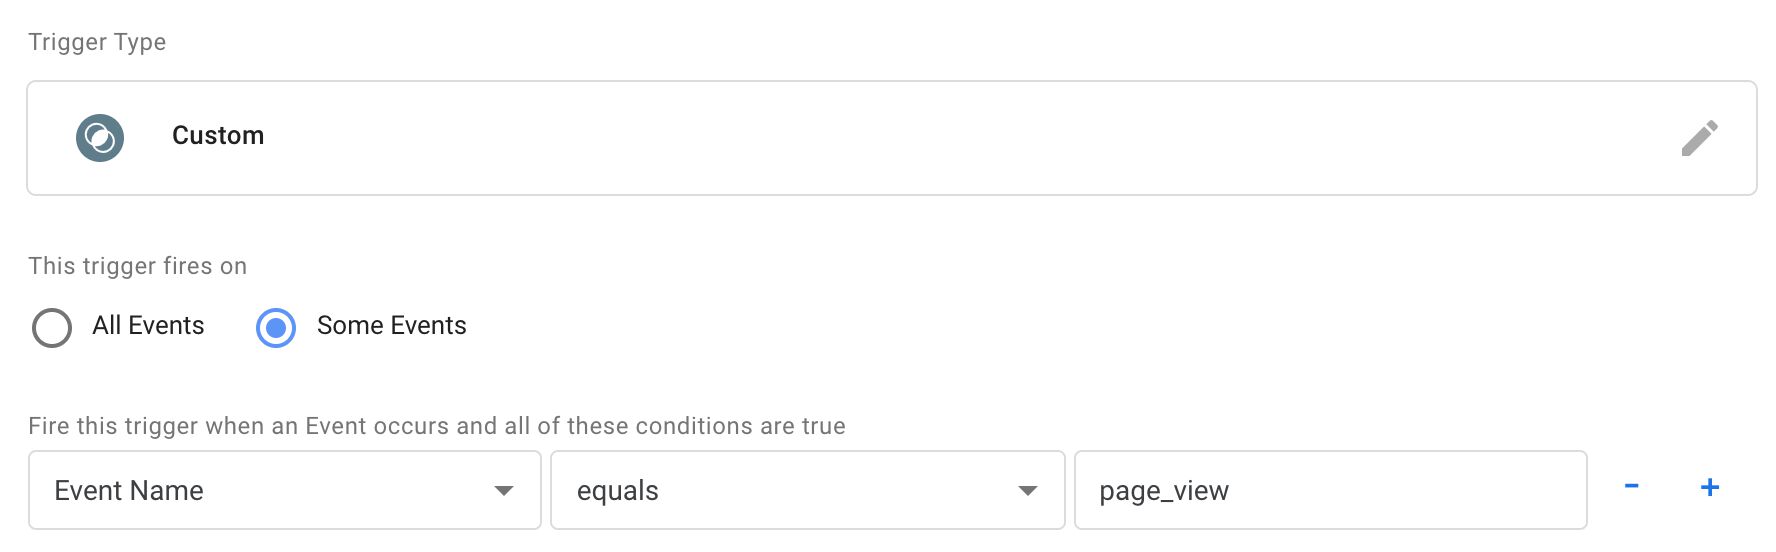 Trigger Type
Custom
This trigger fires on
All Events Some Events
Fire this trigger when an Event occurs and all of these conditions are true
Event Name equals page_view - +